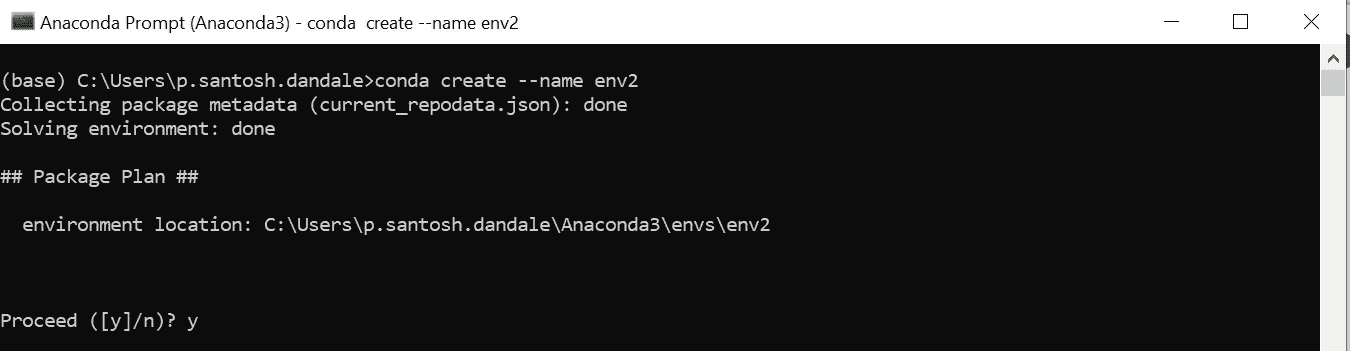 Anaconda Prompt (Anaconda3) - conda  create --name env2
(base) C:\Users\p.santosh.dandale>conda create --name env2
Collecting package metadata (current_repodata.json): done
Solving environment: done
## Package Plan ##
  environment location: C:\Users\p.santosh.dandale\Anaconda3\envs\env2
Proceed ([y]/n)? y